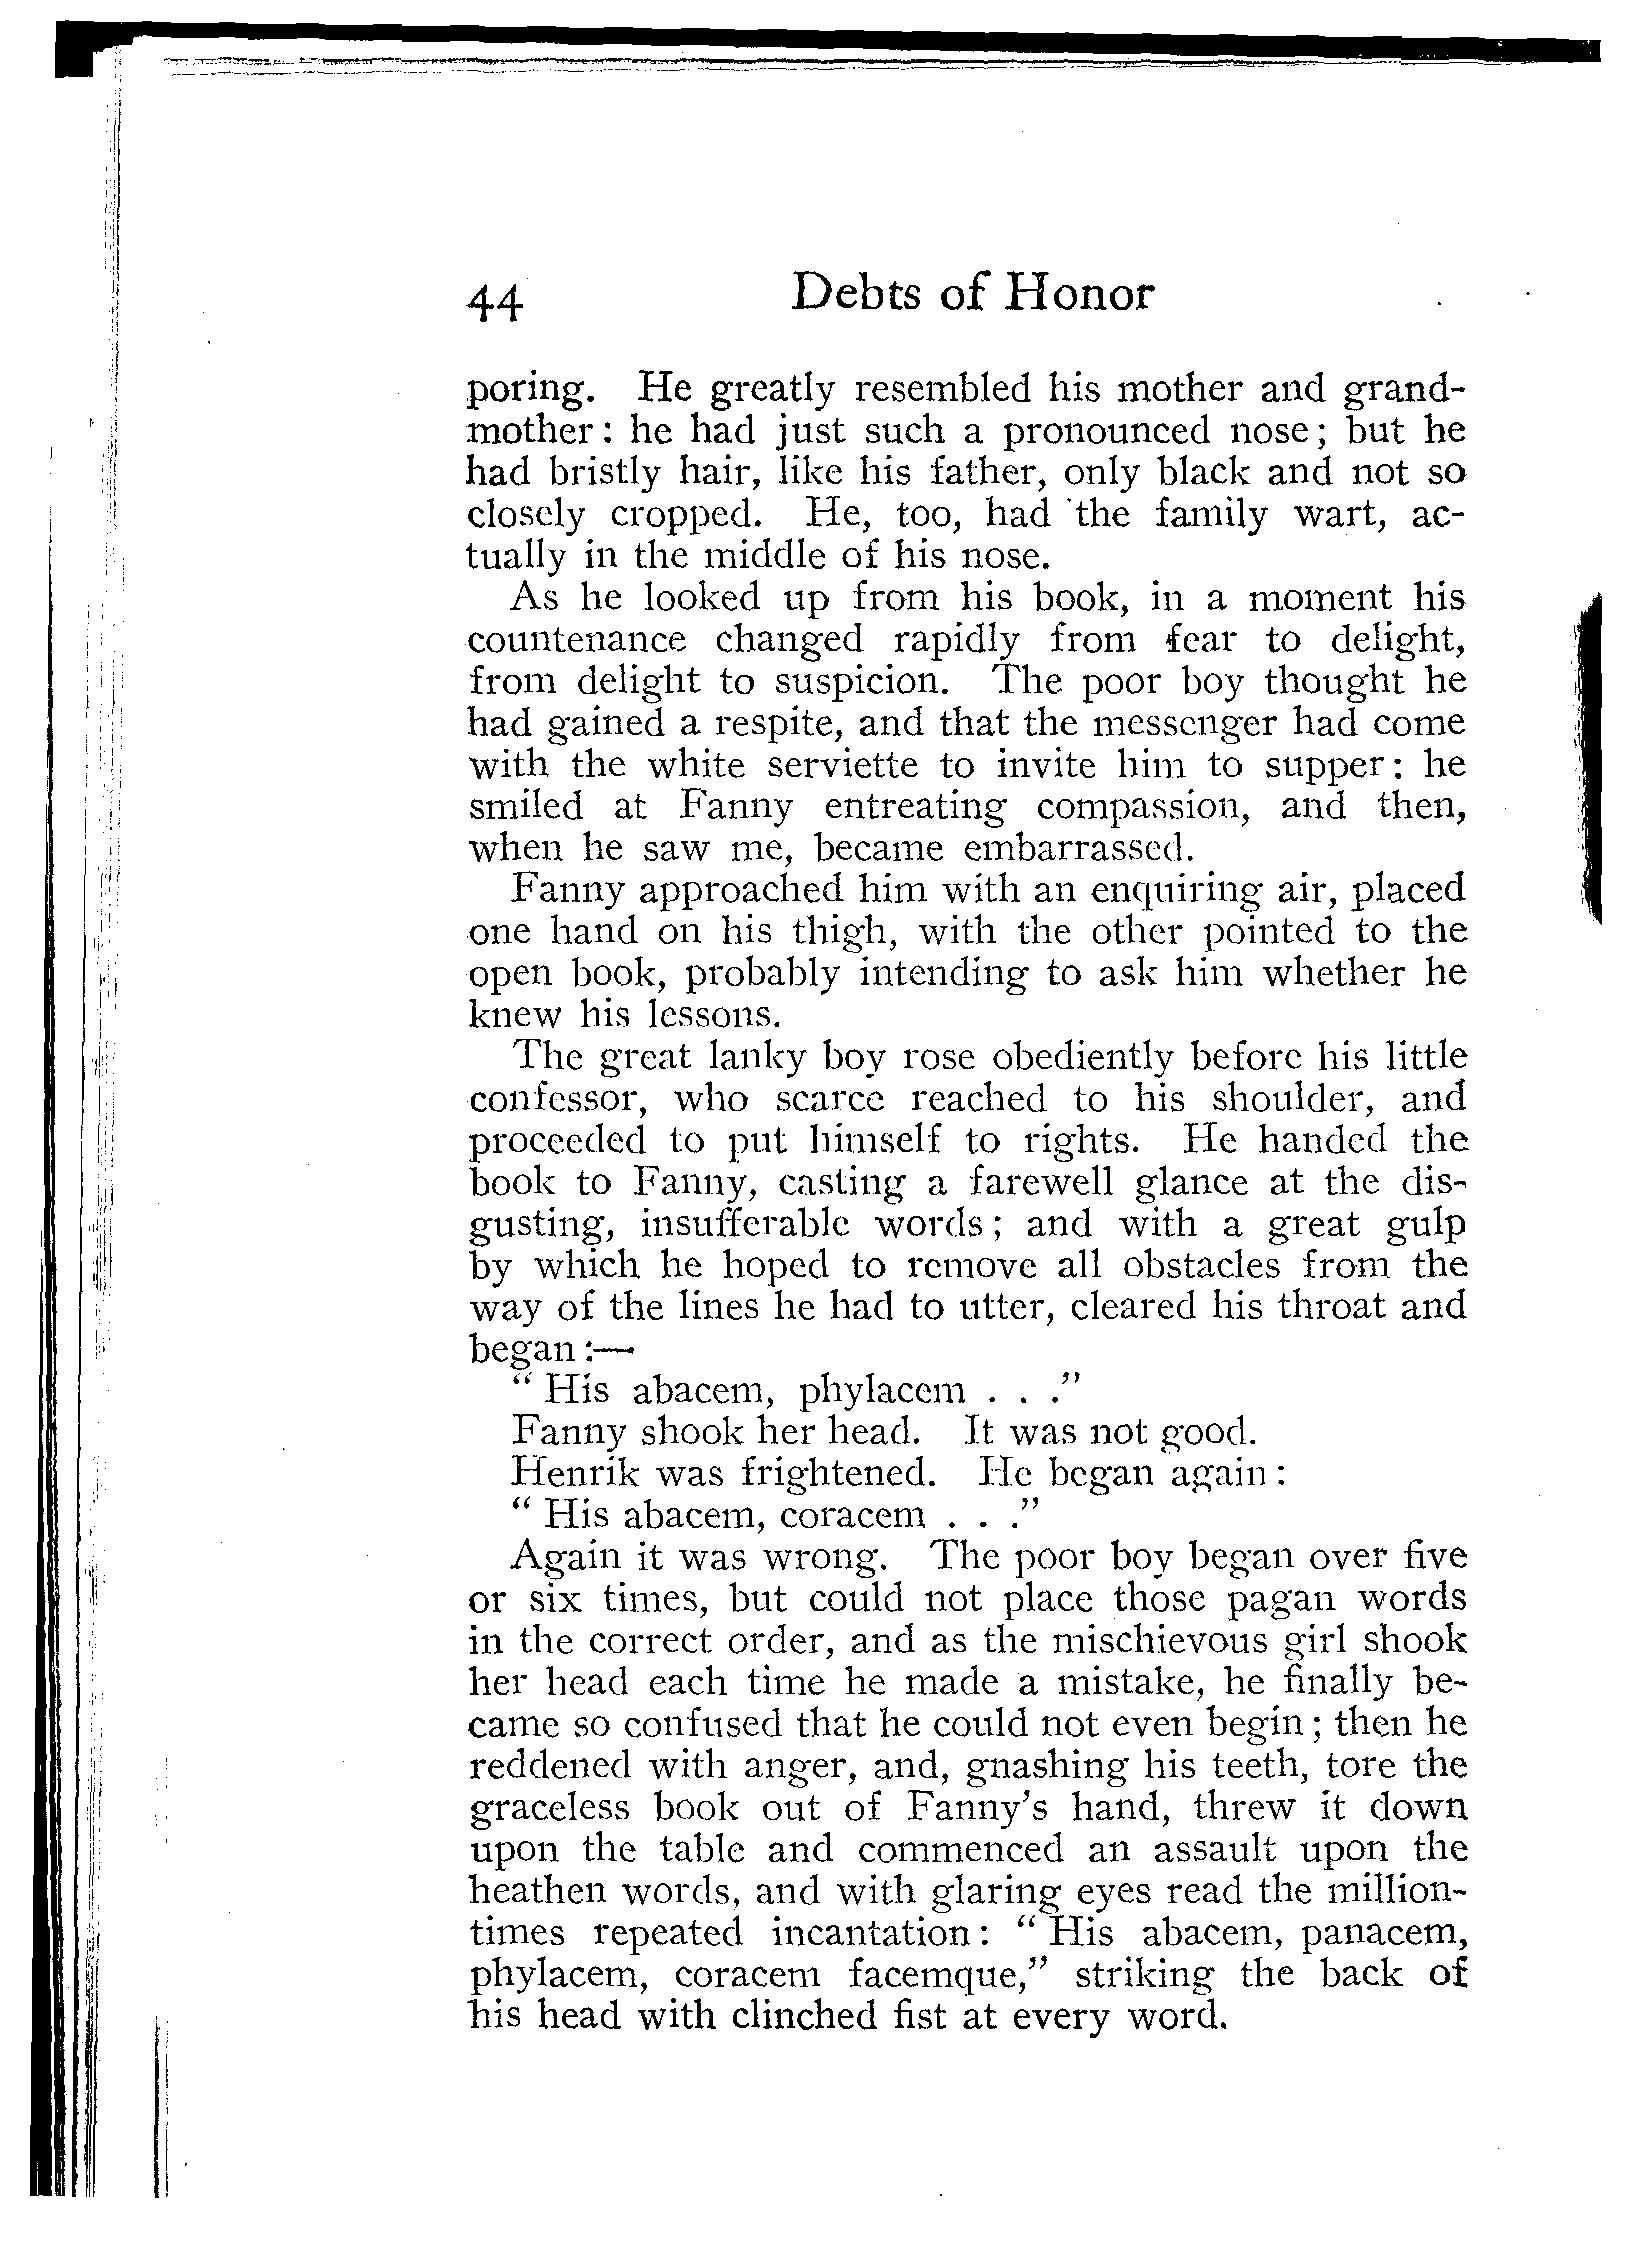 44 Debts of Honor
poring. He greatly resembled his mother and grand-
mother: he had just such a pronounced nose; but he
had bristly hair, like his father, only black and not so
closely cropped. He, too, had the family wart, ac-
tually in the middle of his nose.
As he looked up from his book, in a moment his
countenance changed rapidly from fear to delight,
from delight to suspicion. The poor boy thought he
had gained a respite, and that the messenger had come
with the white serviette to invite him to supper: he
smiled at Fanny entreating compassion, and then,
when he saw me, became embarrassed.
Fanny approached him with an enquiring air, placed
one hand on his thigh, with the other pointed to the
open book, probably intending to ask him whether he
knew his lessons.
The great lanky boy rose obediently before his little
confessor, who scarce reached to his shoulder, and
proceeded to put himself to rights. He handed the
book to Fanny, casting a farewell glance at the dis-
gusting, insufferable words; and with a great gulp
by which he hoped to remove all obstacles from the
way of the lines he had to utter, cleared his throat and
began:—
"His abacem, phylacem . . ."
Fanny shook her head. It was not good.
Henrik was frightened. He began again:
"His abacem, coracem . . ."
Again it was wrong. The poor boy began over five
or six times, but could not place those pagan words
in the correct order, and as the mischievous girl shook
her head each time he made a mistake, he finally be-
came so confused that he could not even begin; then he
reddened with anger, and, gnashing his teeth, tore the
graceless book out of Fanny's hand, threw it down
upon the table and commenced an assault upon the
heathen words, and with glaring eyes read the million-
times repeated incantation: "His abacem, panacem,
phylacem, coracem facemque," striking the back of
his head with clinched fist at every word.